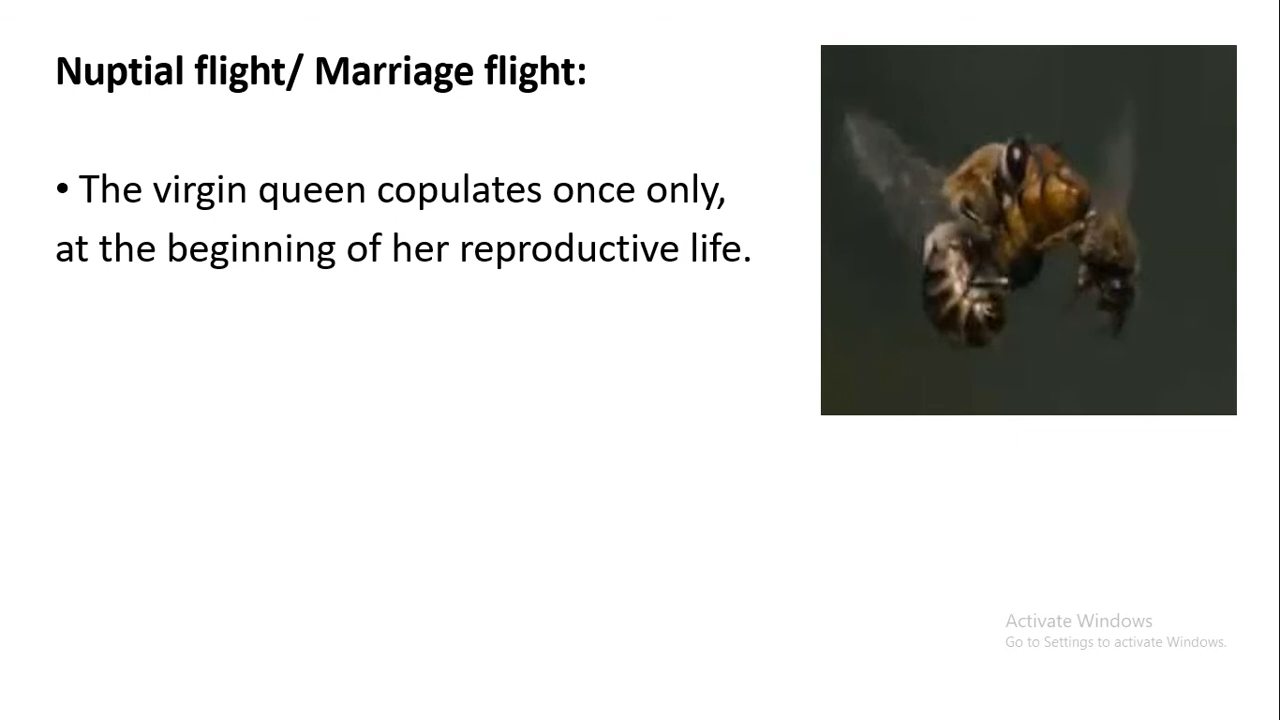 Nuptial flight/ Marriage flight:
• The virgin queen copulates once only,
at the beginning of her reproductive life.
Activate Windows
Go to Settings to activate Windows.